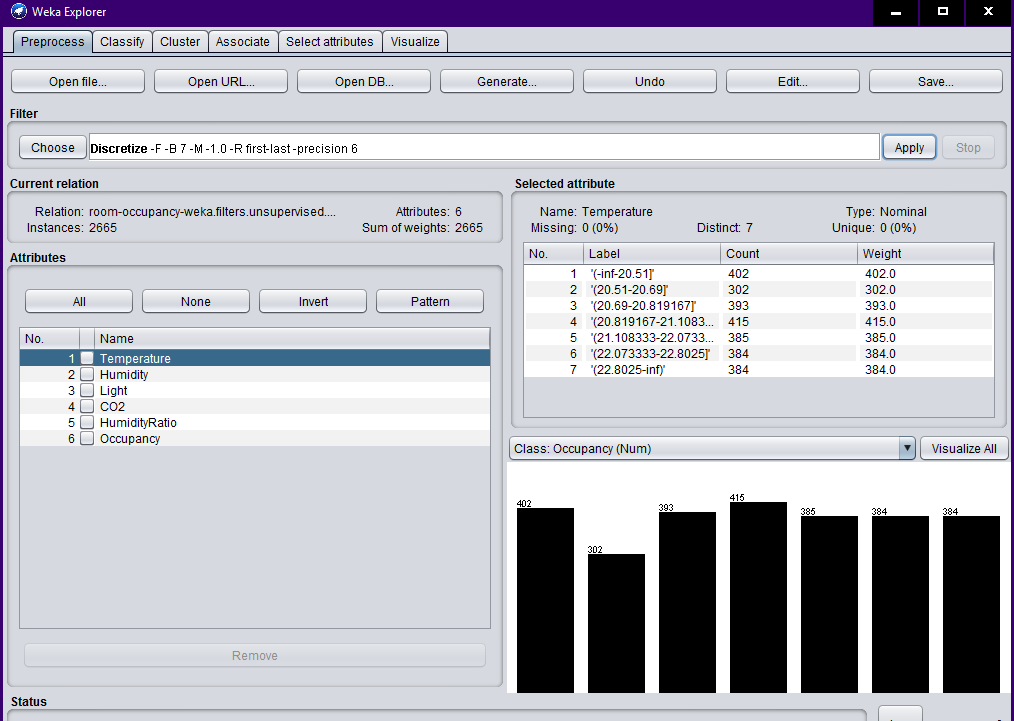 Weka Explorer
Preprocess Classify Cluster Associate Select attributes Visualize
Open file... Open URL... Open DB... Generate... Undo Edit... Save...
Filter
Choose Discretize -F -B 7 -M -1.0 -R first-last -precision 6 Apply Stop
Current relation
Relation: room-occupancy-weka.filters.unsupervised.... Attributes: 6
Instances: 2665 Sum of weights: 2665
Attributes
All None Invert Pattern
No. Name
1 Temperature
2 Humidity
3 Light
4 CO2
5 HumidityRatio
6 Occupancy
Remove
Selected attribute
Name: Temperature Type: Nominal
Missing: 0 (0%) Distinct: 7 Unique: 0 (0%)
No. Label Count Weight
1 '(-inf-20.51]' 402 402.0
2 '(20.51-20.69]' 302 302.0
3 '(20.69-20.819167]' 393 393.0
4 '(20.819167-21.1083... 415 415.0
5 '(21.108333-22.0733... 385 385.0
6 '(22.073333-22.8025]' 384 384.0
7 '(22.8025-inf)' 384 384.0
Class: Occupancy (Num) Visualize All
402 302 393 415 385 384 384
Status